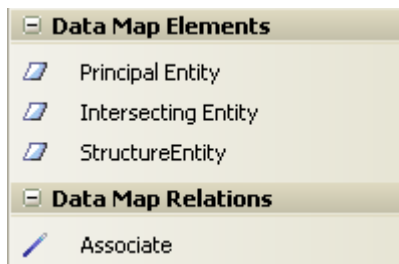 Data Map Elements
Principal Entity
Intersecting Entity
StructureEntity
Data Map Relations
Associate